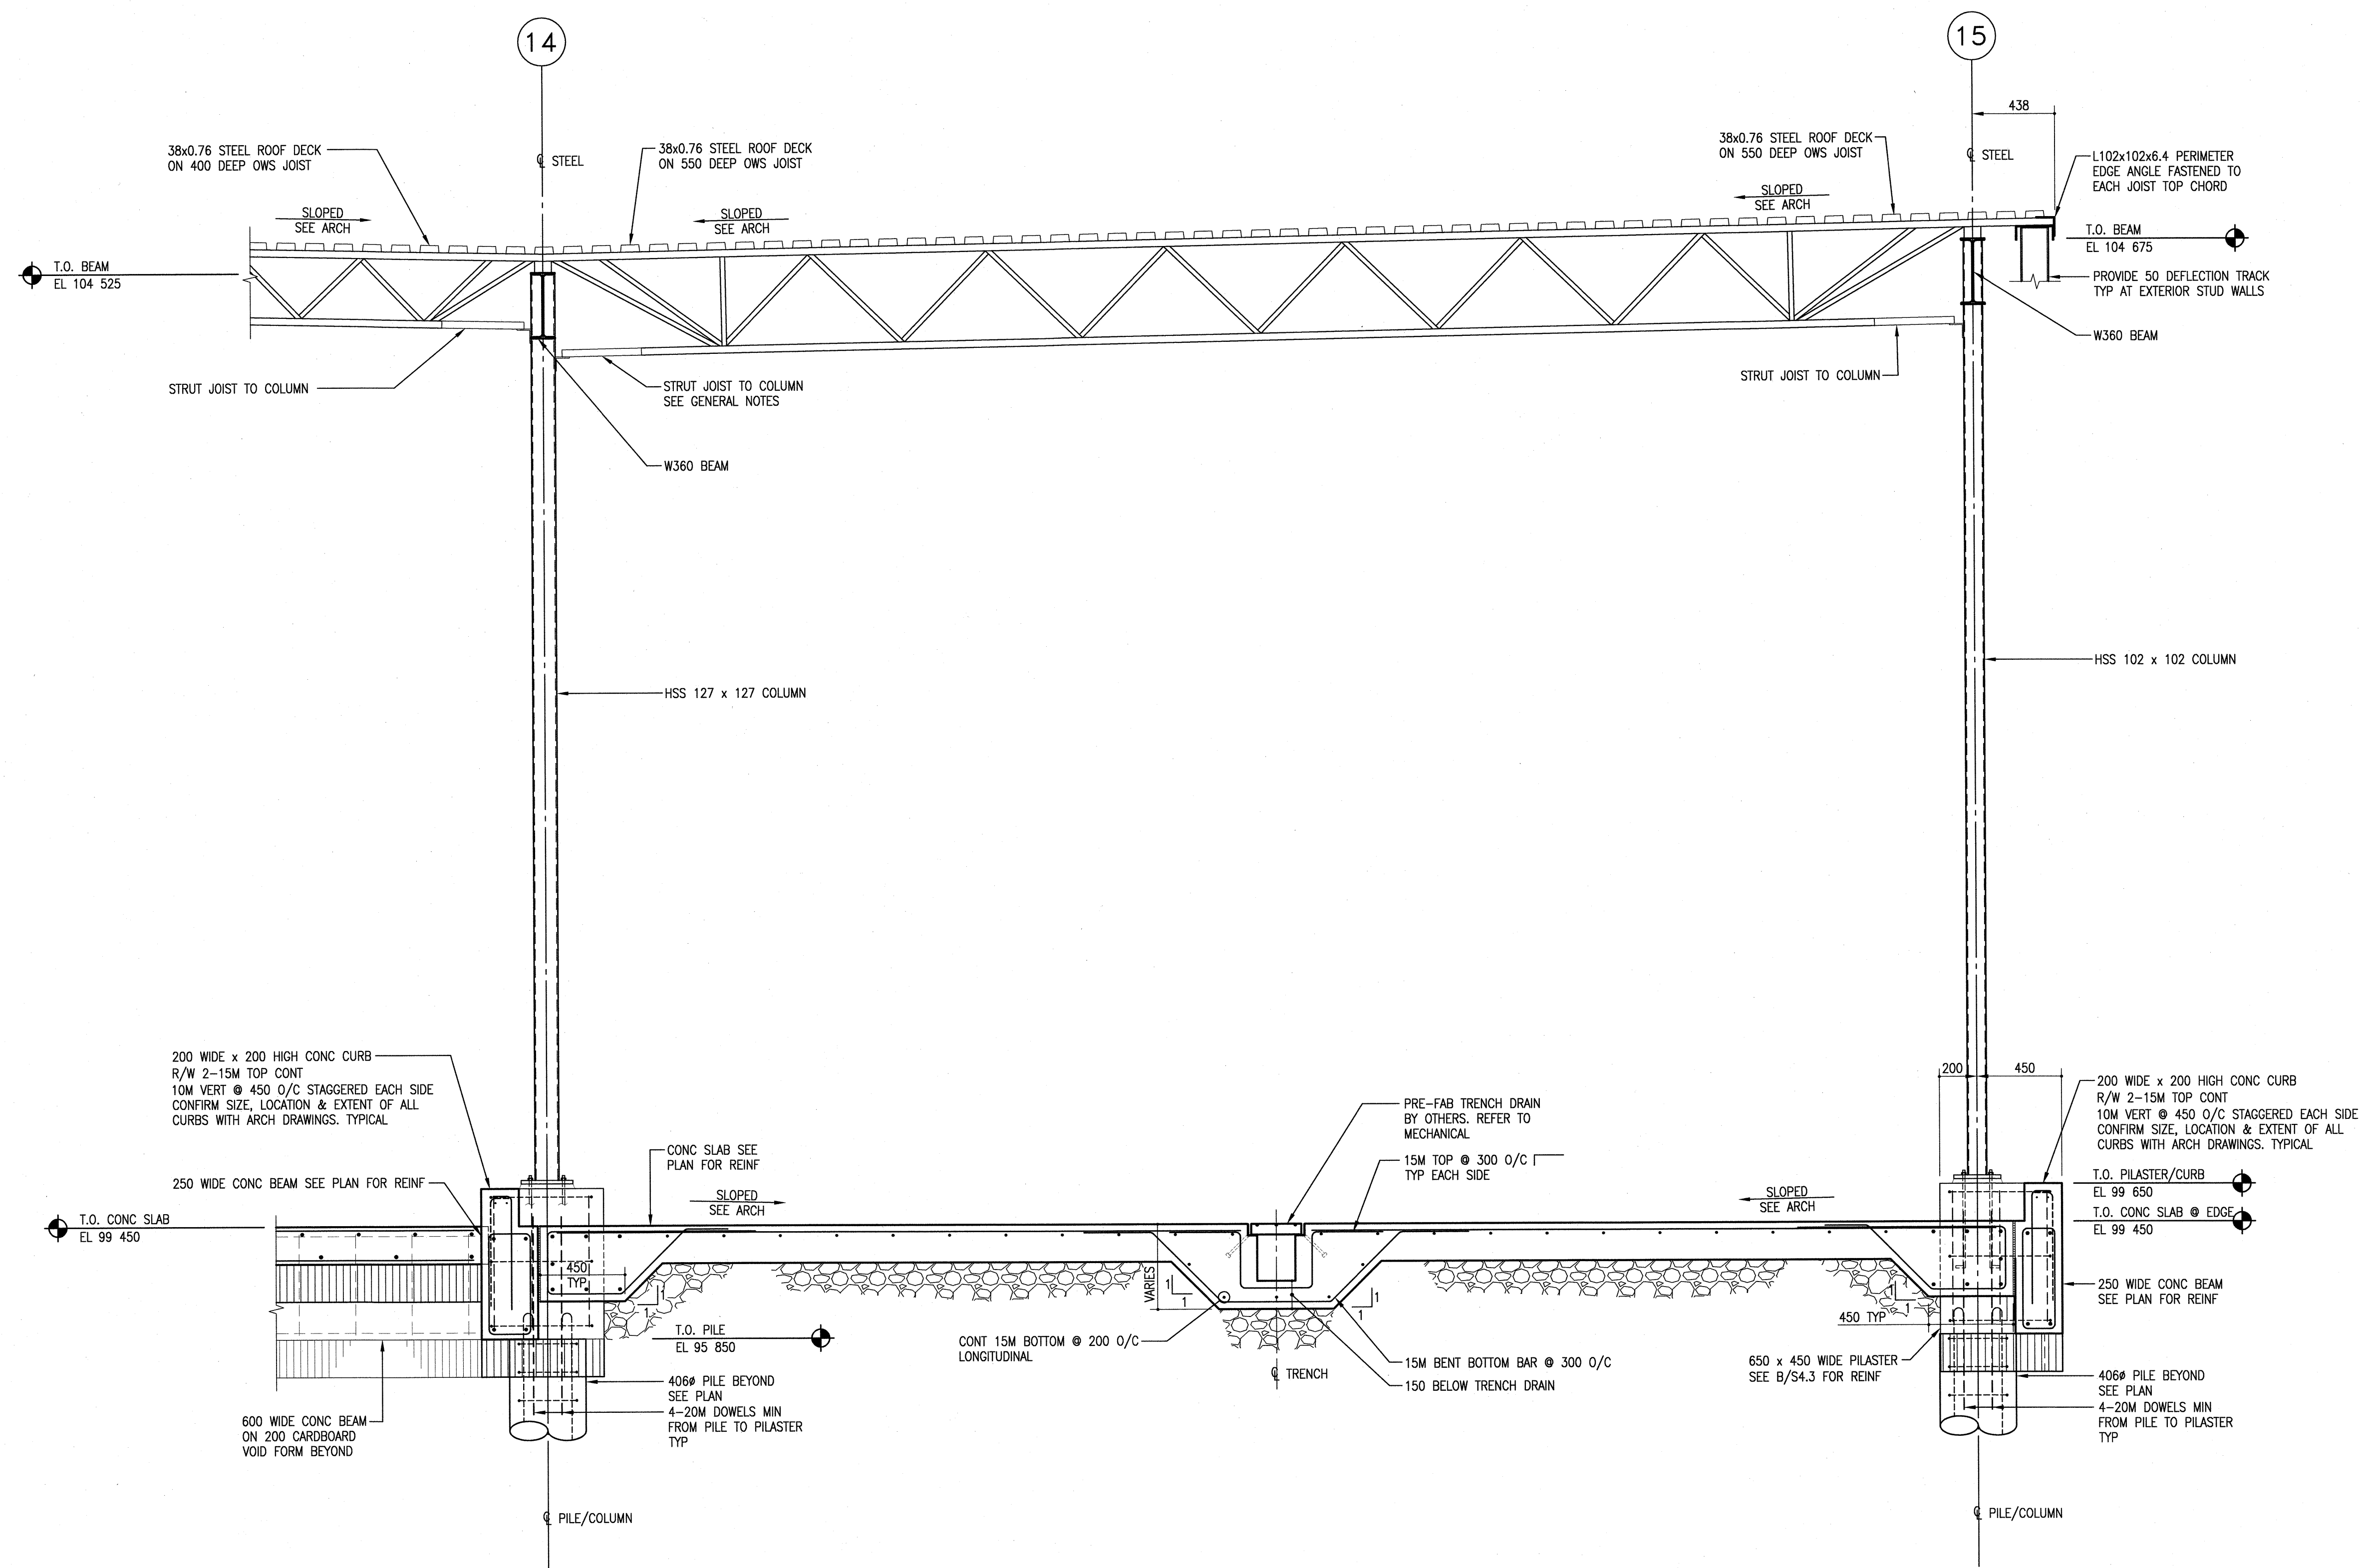 14
15
438
38x0.76 STEEL ROOF DECK
ON 400 DEEP OWS JOIST
℄ STEEL
38x0.76 STEEL ROOF DECK
ON 550 DEEP OWS JOIST
38x0.76 STEEL ROOF DECK
ON 550 DEEP OWS JOIST
℄ STEEL
L102x102x6.4 PERIMETER
EDGE ANGLE FASTENED TO
EACH JOIST TOP CHORD
SLOPED
SEE ARCH
SLOPED
SEE ARCH
SLOPED
SEE ARCH
T.O. BEAM
EL 104 675
T.O. BEAM
EL 104 525
PROVIDE 50 DEFLECTION TRACK
TYP AT EXTERIOR STUD WALLS
W360 BEAM
STRUT JOIST TO COLUMN
STRUT JOIST TO COLUMN
SEE GENERAL NOTES
STRUT JOIST TO COLUMN
W360 BEAM
HSS 127 x 127 COLUMN
HSS 102 x 102 COLUMN
200 WIDE x 200 HIGH CONC CURB
R/W 2-15M TOP CONT
10M VERT @ 450 O/C STAGGERED EACH SIDE
CONFIRM SIZE, LOCATION & EXTENT OF ALL
CURBS WITH ARCH DRAWINGS. TYPICAL
200
450
200 WIDE x 200 HIGH CONC CURB
R/W 2-15M TOP CONT
10M VERT @ 450 O/C STAGGERED EACH SIDE
CONFIRM SIZE, LOCATION & EXTENT OF ALL
CURBS WITH ARCH DRAWINGS. TYPICAL
PRE-FAB TRENCH DRAIN
BY OTHERS. REFER TO
MECHANICAL
CONC SLAB SEE
PLAN FOR REINF
15M TOP @ 300 O/C
TYP EACH SIDE
250 WIDE CONC BEAM SEE PLAN FOR REINF
T.O. PILASTER/CURB
EL 99 650
SLOPED
SEE ARCH
SLOPED
SEE ARCH
T.O. CONC SLAB
EL 99 450
T.O. CONC SLAB @ EDGE
EL 99 450
450
TYP
VARIES
1
1
1
1
1
1
1
1
250 WIDE CONC BEAM
SEE PLAN FOR REINF
450 TYP
T.O. PILE
EL 95 850
CONT 15M BOTTOM @ 200 O/C
LONGITUDINAL
℄ TRENCH
15M BENT BOTTOM BAR @ 300 O/C
150 BELOW TRENCH DRAIN
650 x 450 WIDE PILASTER
SEE B/S4.3 FOR REINF
406ø PILE BEYOND
SEE PLAN
4-20M DOWELS MIN
FROM PILE TO PILASTER
TYP
406ø PILE BEYOND
SEE PLAN
4-20M DOWELS MIN
FROM PILE TO PILASTER
TYP
600 WIDE CONC BEAM
ON 200 CARDBOARD
VOID FORM BEYOND
℄ PILE/COLUMN
℄ PILE/COLUMN